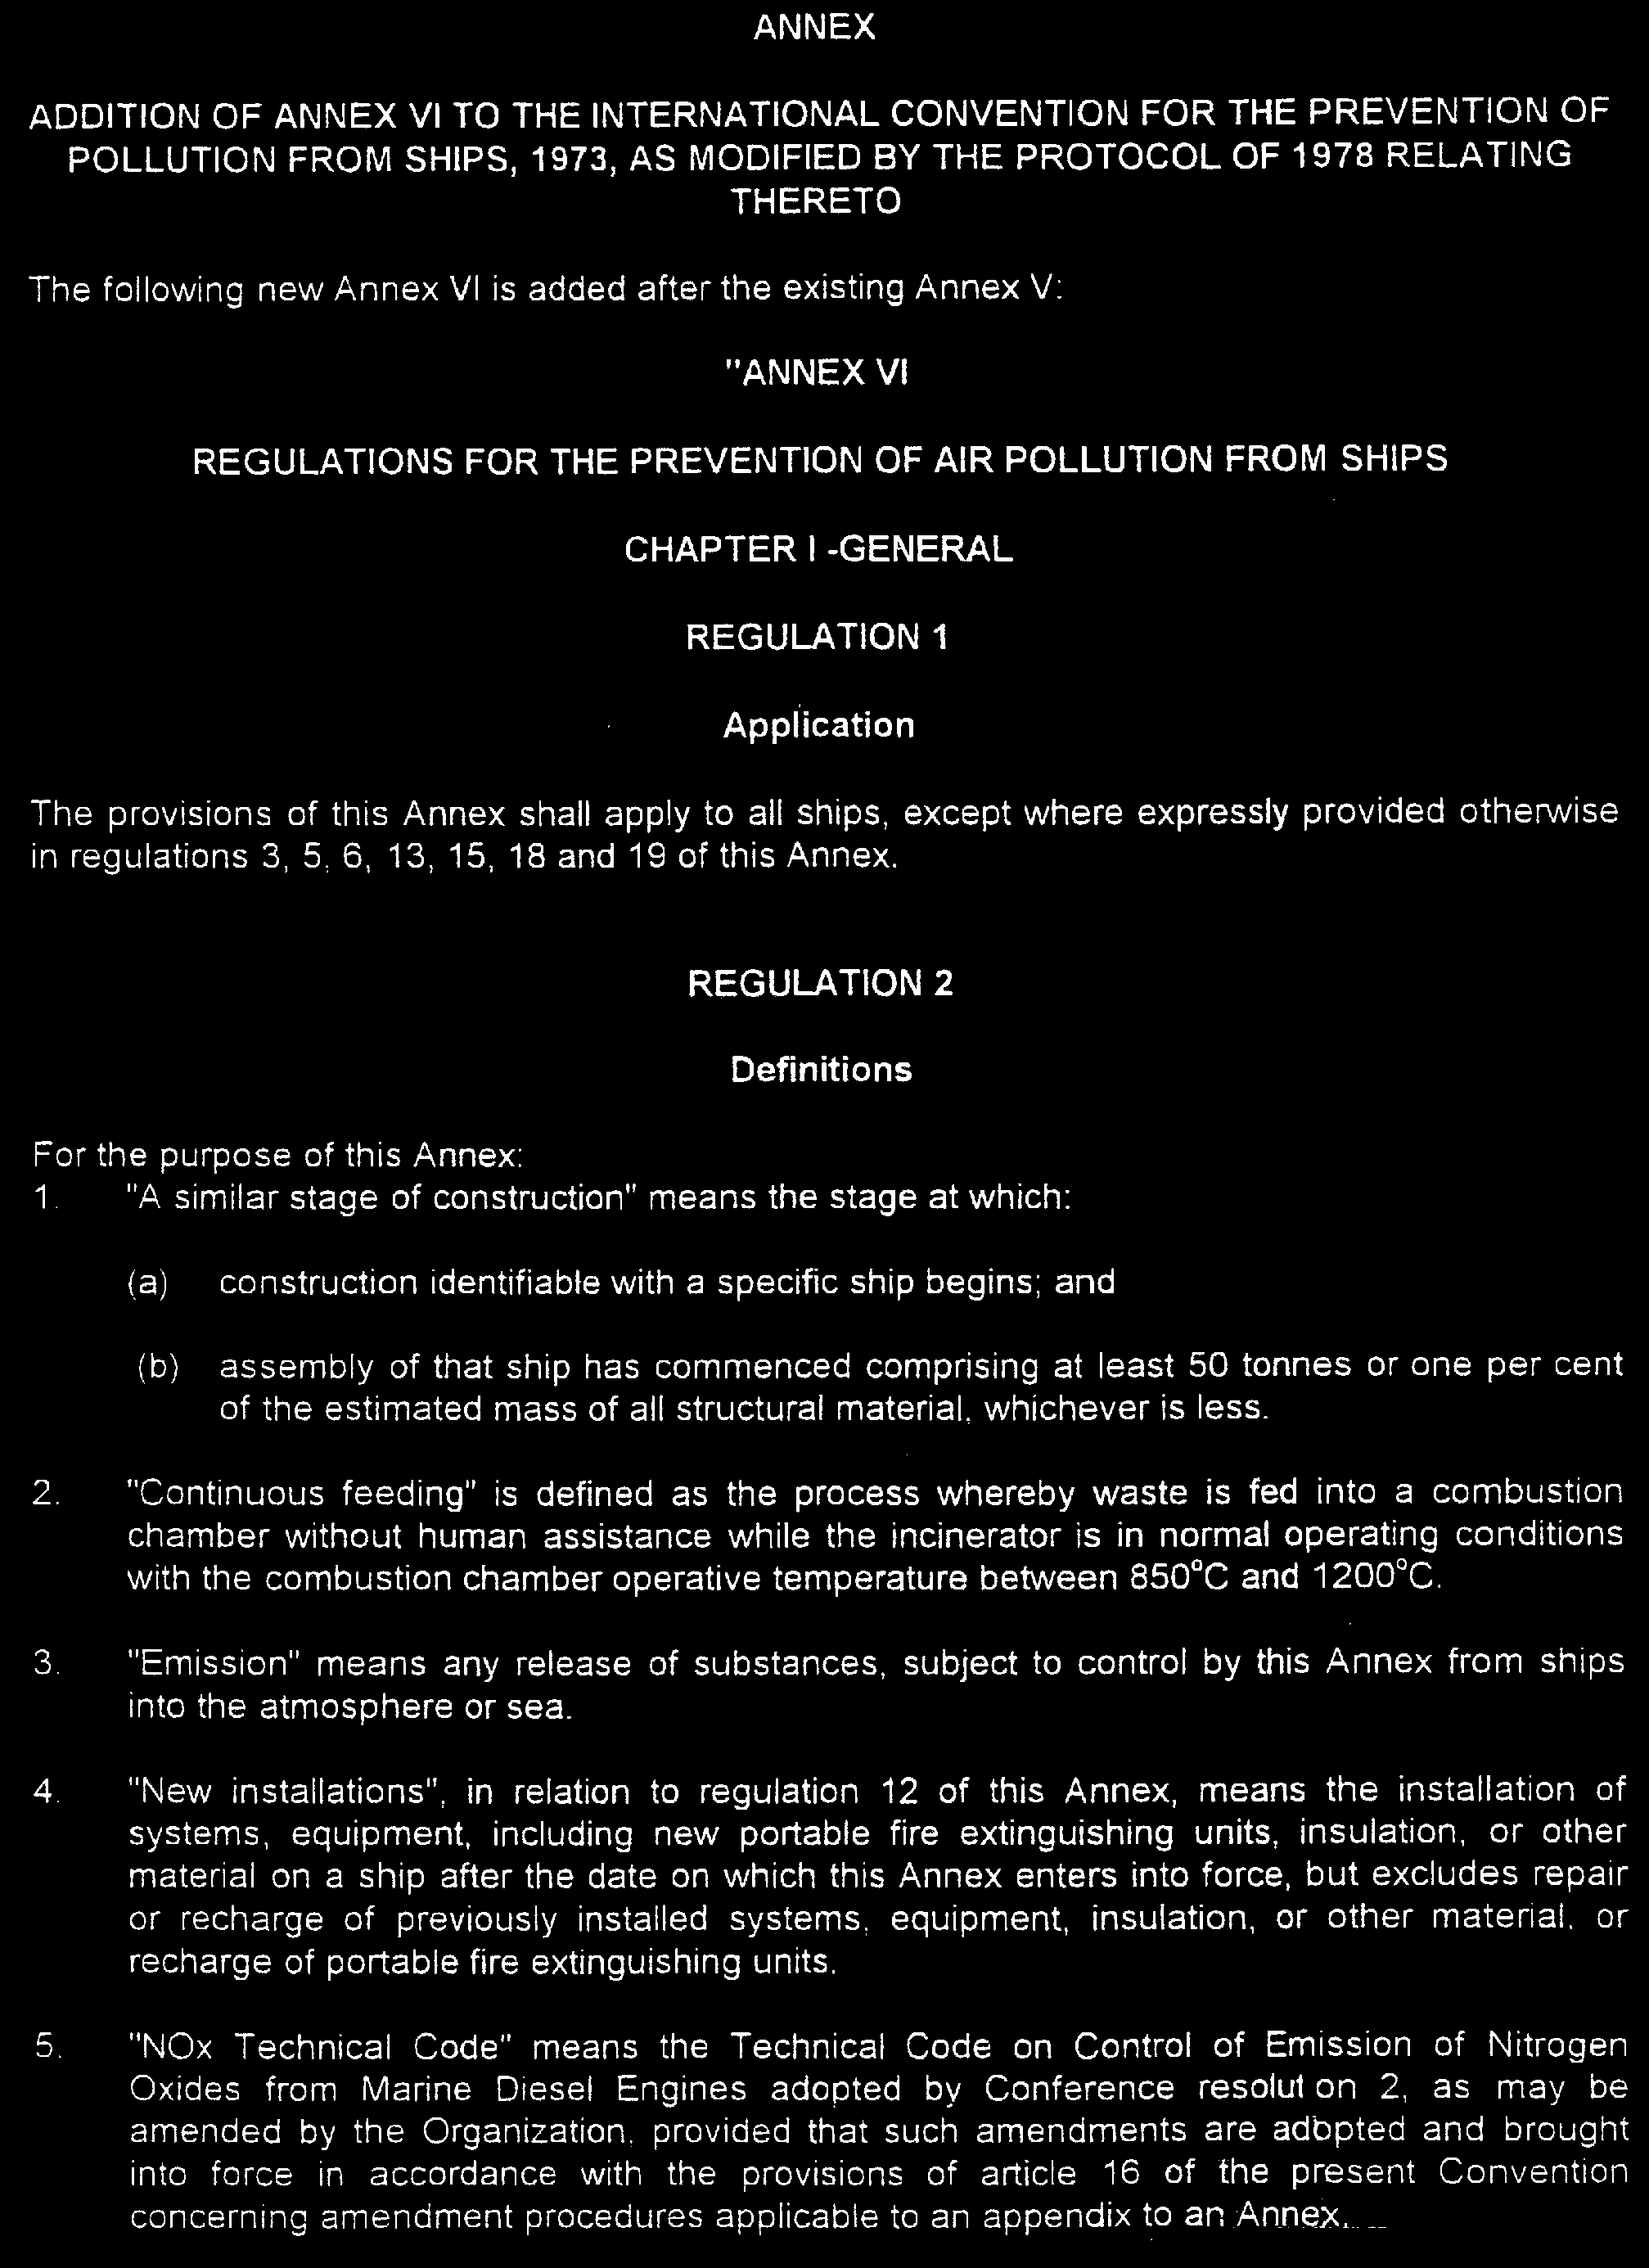 ANNEX
ADDITION OF ANNEX VI TO THE INTERNATIONAL CONVENTION FOR THE PREVENTION OF
POLLUTION FROM SHIPS, 1973, AS MODIFIED BY THE PROTOCOL OF 1978 RELATING
THERETO
The following new Annex VI is added after the existing Annex V:
"ANNEX VI
REGULATIONS FOR THE PREVENTION OF AIR POLLUTION FROM SHIPS
CHAPTER I -GENERAL
REGULATION 1
Application
The provisions of this Annex shall apply to all ships, except where expressly provided otherwise
in regulations 3, 5, 6, 13, 15, 18 and 19 of this Annex.
REGULATION 2
Definitions
For the purpose of this Annex:
1. "A similar stage of construction" means the stage at which:
(a) construction identifiable with a specific ship begins; and
(b) assembly of that ship has commenced comprising at least 50 tonnes or one per cent
of the estimated mass of all structural material, whichever is less.
2. "Continuous feeding" is defined as the process whereby waste is fed into a combustion
chamber without human assistance while the incinerator is in normal operating conditions
with the combustion chamber operative temperature between 850°C and 1200°C.
3. "Emission" means any release of substances, subject to control by this Annex from ships
into the atmosphere or sea.
4. "New installations", in relation to regulation 12 of this Annex, means the installation of
systems, equipment, including new portable fire extinguishing units, insulation, or other
material on a ship after the date on which this Annex enters into force, but excludes repair
or recharge of previously installed systems, equipment, insulation, or other material, or
recharge of portable fire extinguishing units.
5. "NOx Technical Code" means the Technical Code on Control of Emission of Nitrogen
Oxides from Marine Diesel Engines adopted by Conference resolution 2, as may be
amended by the Organization, provided that such amendments are adopted and brought
into force in accordance with the provisions of article 16 of the present Convention
concerning amendment procedures applicable to an appendix to an Annex.